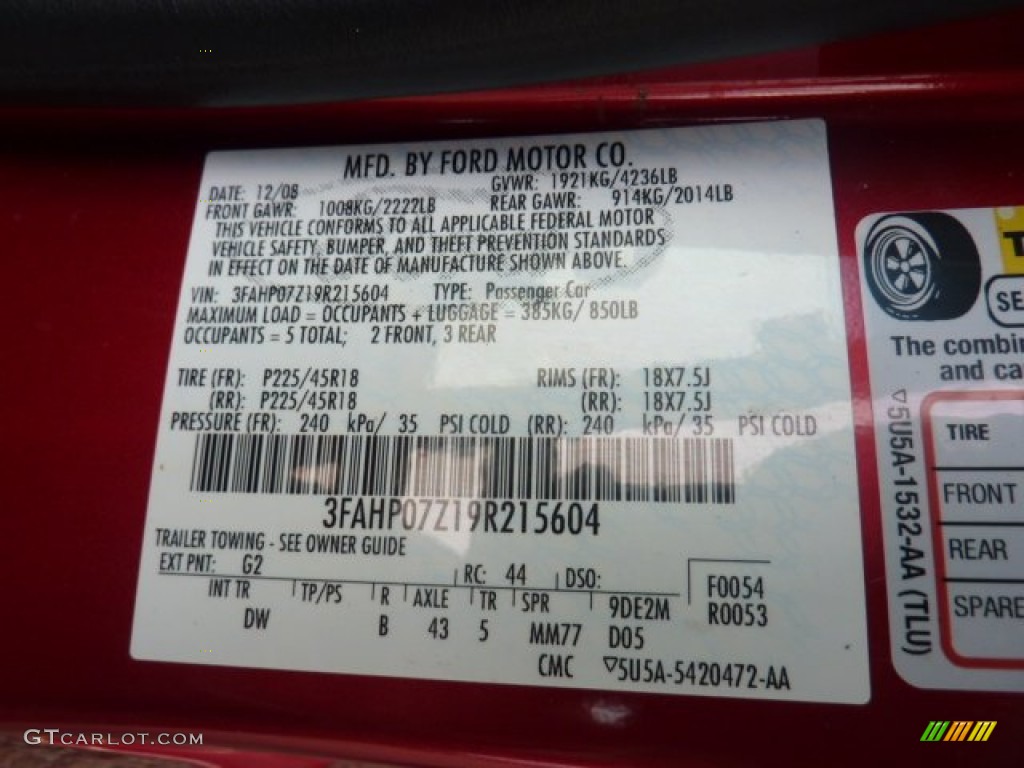 MFD. BY FORD MOTOR CO.
DATE: 12/08 GVWR: 1921KG/4236LB
FRONT GAWR: 1008KG/2222LB REAR GAWR: 914KG/2014LB
THIS VEHICLE CONFORMS TO ALL APPLICABLE FEDERAL MOTOR
VEHICLE SAFETY, BUMPER, AND THEFT PREVENTION STANDARDS
IN EFFECT ON THE DATE OF MANUFACTURE SHOWN ABOVE.
VIN: 3FAHP07Z19R215604 TYPE: Passenger Car
MAXIMUM LOAD = OCCUPANTS + LUGGAGE = 385KG/ 850LB
OCCUPANTS = 5 TOTAL; 2 FRONT, 3 REAR
TIRE (FR): P225/45R18 RIMS (FR): 18X7.5J
(RR): P225/45R18 (RR): 18X7.5J
PRESSURE (FR): 240 kPa/ 35 PSI COLD (RR): 240 kPa/ 35 PSI COLD
3FAHP07Z19R215604
TRAILER TOWING - SEE OWNER GUIDE
EXT PNT: G2 RC: 44 DSO: F0054
INT TR TP/PS R AXLE TR SPR 9DE2M R0053
DW B 43 5 MM77 D05
CMC ▽5U5A-5420472-AA
T
SE
The combin
and ca
▽5U5A-1532-AA (TLU)
TIRE
FRONT
REAR
SPARE
GTCARLOT.COM